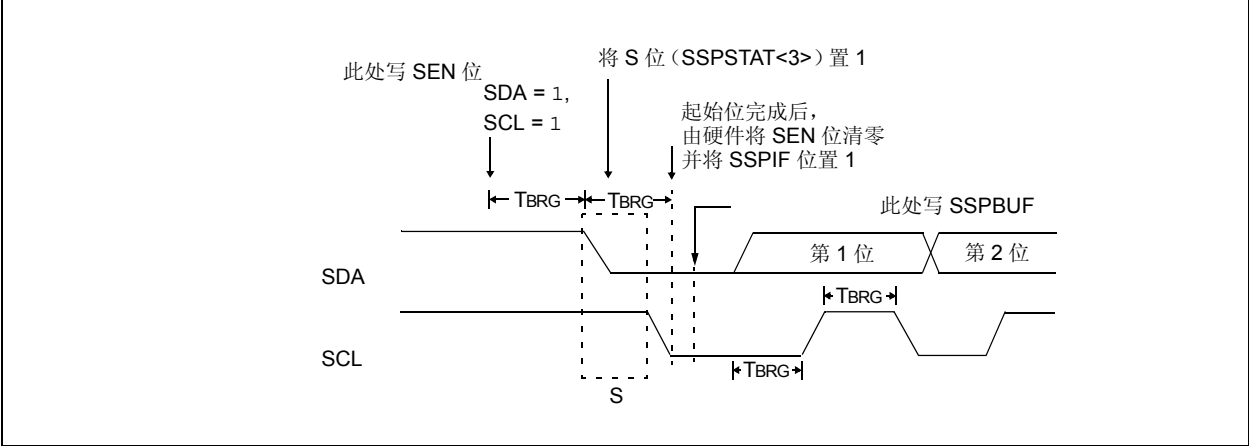 将 S 位（SSPSTAT<3>）置 1
此处写 SEN 位
SDA = 1,
SCL = 1
起始位完成后，
由硬件将 SEN 位清零
并将 SSPIF 位置 1
TBRG
TBRG
此处写 SSPBUF
第 1 位
第 2 位
SDA
TBRG
SCL
TBRG
S